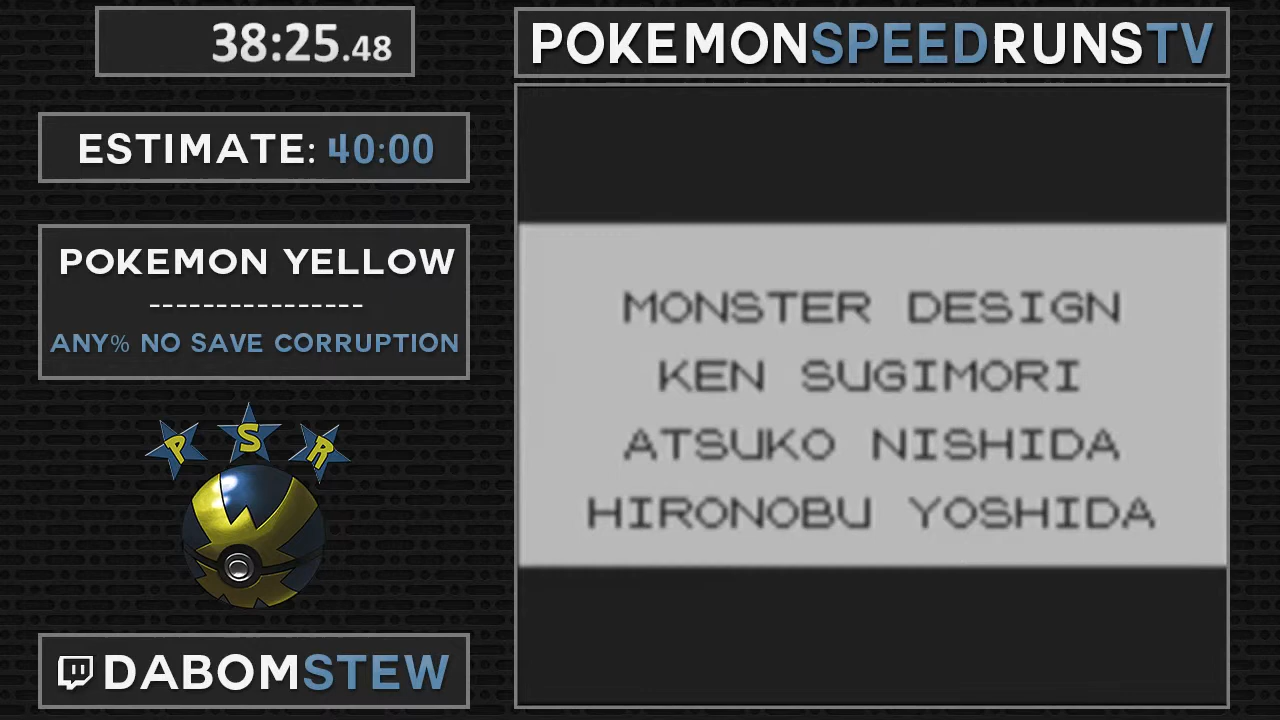 38:25.48
POKEMONSPEEDRUNSTV
ESTIMATE: 40:00
POKEMON YELLOW
----------------
ANY% NO SAVE CORRUPTION
P S R
DABOMSTEW
MONSTER DESIGN
KEN SUGIMORI
ATSUKO NISHIDA
HIRONOBU YOSHIDA